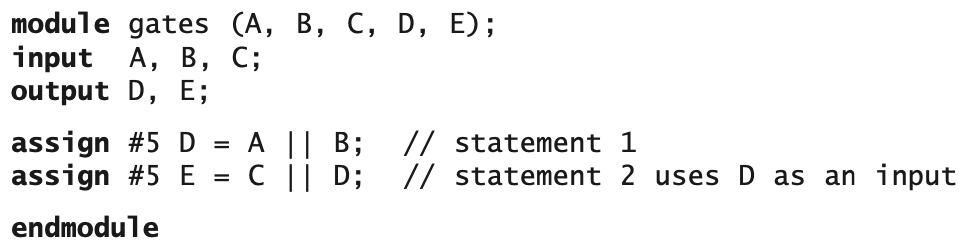 module gates (A, B, C, D, E);
input  A, B, C;
output D, E;
assign #5 D = A || B;  // statement 1
assign #5 E = C || D;  // statement 2 uses D as an input
endmodule